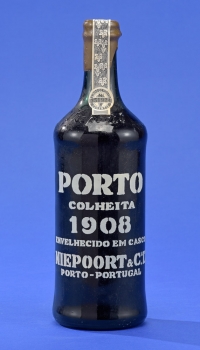 PORTO
COLHEITA
1908
ENVELHECIDO EM CASCO
NIEPOORT & Cª
PORTO-PORTUGAL